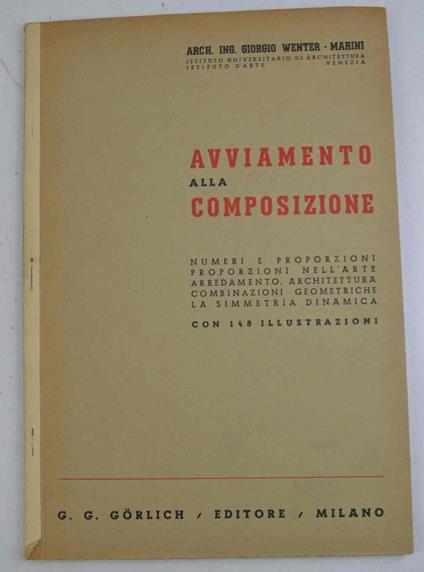 ARCH. ING. GIORGIO WENTER - MARINI
ISTITUTO UNIVERSITARIO DI ARCHITETTURA
ISTITUTO D'ARTE VENEZIA
AVVIAMENTO
ALLA
COMPOSIZIONE
NUMERI E PROPORZIONI
PROPORZIONI NELL'ARTE
ARREDAMENTO, ARCHITETTURA
COMBINAZIONI GEOMETRICHE
LA SIMMETRIA DINAMICA
CON 148 ILLUSTRAZIONI
G. G. GÖRLICH / EDITORE / MILANO